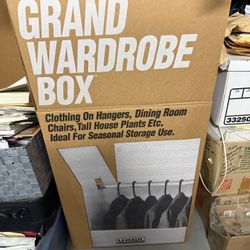 GRAND
WARDROBE
BOX
Clothing On Hangers, Dining Room
Chairs,Tall House Plants Etc.
Ideal For Seasonal Storage Use.
U-HAUL
33250